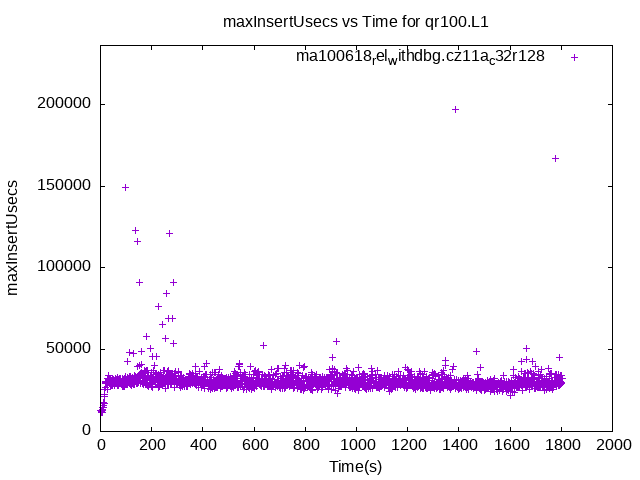 maxInsertUsecs vs Time for qr100.L1
ma100618relwithdbg.cz11ac32r128
maxInsertUsecs
200000
150000
100000
50000
0
0 200 400 600 800 1000 1200 1400 1600 1800 2000
Time(s)